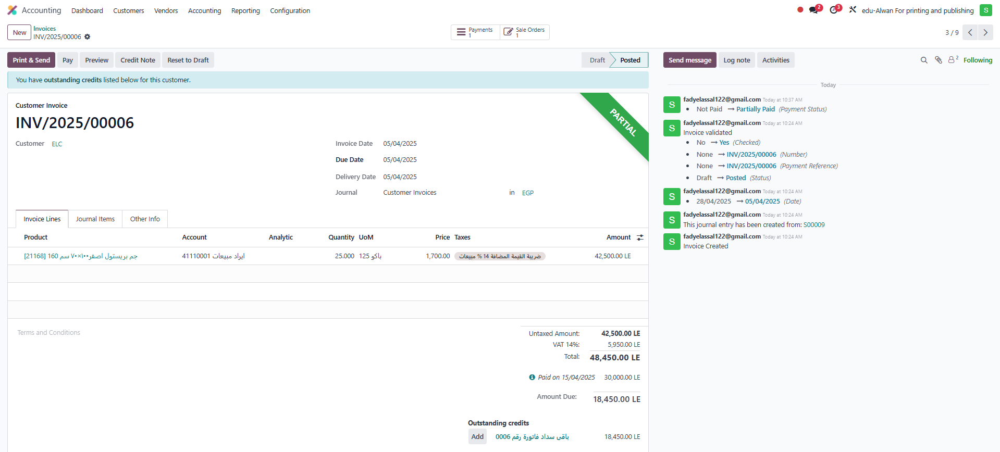 Accounting Dashboard Customers Vendors Accounting Reporting Configuration 2 3 edu-Alwan For printing and publishing S
New Invoices
INV/2025/00006
Payments
1
Sale Orders
1
3 / 9
Print & Send Pay Preview Credit Note Reset to Draft Draft Posted
You have outstanding credits listed below for this customer.
Customer Invoice
PARTIAL
INV/2025/00006
Customer ELC
Invoice Date 05/04/2025
Due Date 05/04/2025
Delivery Date 05/04/2025
Journal Customer Invoices in EGP
Invoice Lines Journal Items Other Info
Product Account Analytic Quantity UoM Price Taxes Amount
[21168] جم بريستول اصفر١٠٠×٧٠ سم 160 41110001 ايراد مبيعات 25.000 باكو 125 1,700.00 ضريبة القيمة المضافة 14 % مبيعات 42,500.00 LE
Terms and Conditions
Untaxed Amount: 42,500.00 LE
VAT 14%: 5,950.00 LE
Total: 48,450.00 LE
Paid on 15/04/2025 30,000.00 LE
Amount Due: 18,450.00 LE
Outstanding credits
Add باقى سداد فاتورة رقم 0006 18,450.00 LE
Send message Log note Activities 2 Following
Today
S fadyelassal122@gmail.com Today at 10:37 AM
• Not Paid → Partially Paid (Payment Status)
S fadyelassal122@gmail.com Today at 10:24 AM
Invoice validated
• No → Yes (Checked)
• None → INV/2025/00006 (Number)
• None → INV/2025/00006 (Payment Reference)
• Draft → Posted (Status)
S fadyelassal122@gmail.com Today at 10:24 AM
• 28/04/2025 → 05/04/2025 (Date)
S fadyelassal122@gmail.com Today at 10:24 AM
This journal entry has been created from: S00009
S fadyelassal122@gmail.com Today at 10:24 AM
Invoice Created